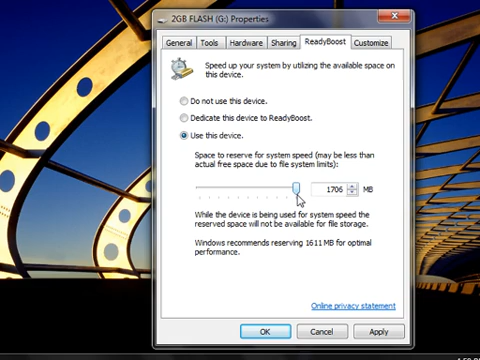 2GB FLASH (G:) Properties
General
Tools
Hardware
Sharing
ReadyBoost
Customize
Speed up your system by utilizing the available space on
this device.
Do not use this device.
Dedicate this device to ReadyBoost.
Use this device.
Space to reserve for system speed (may be less than
actual free space due to file system limits):
1706 MB
While the device is being used for system speed the
reserved space will not be available for file storage.
Windows recommends reserving 1611 MB for optimal
performance.
Online privacy statement
OK
Cancel
Apply